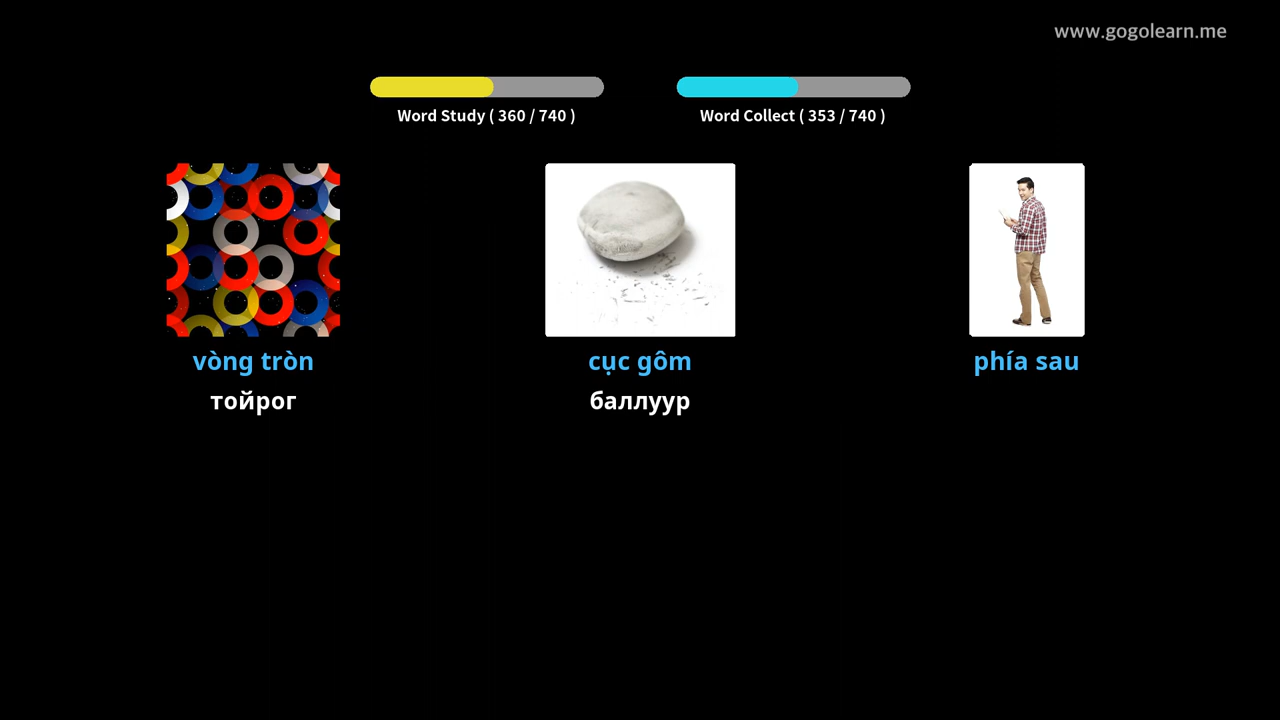 www.gogolearn.me
Word Study ( 360 / 740 )
Word Collect ( 353 / 740 )
vòng tròn
cục gôm
phía sau
тойрог
баллуур